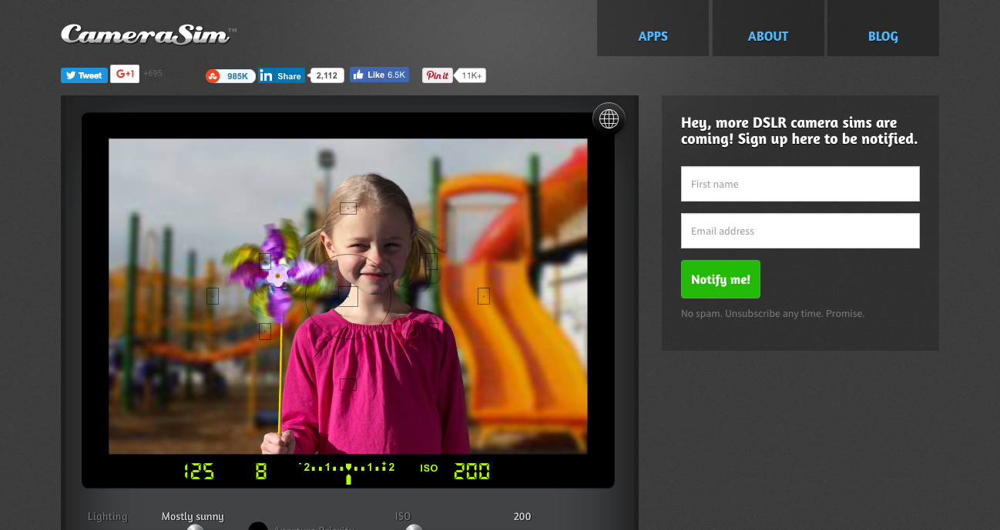 CameraSim™
APPS
ABOUT
BLOG
Tweet
G+1
+695
985K
in Share
2,112
Like 6.5K
Pin it
11K+
Hey, more DSLR camera sims are
coming! Sign up here to be notified.
First name
Email address
Notify me!
No spam. Unsubscribe any time. Promise.
125 8 -2 1 1 +2 ISO 200
Lighting Mostly sunny ISO 200
Aperture Priority